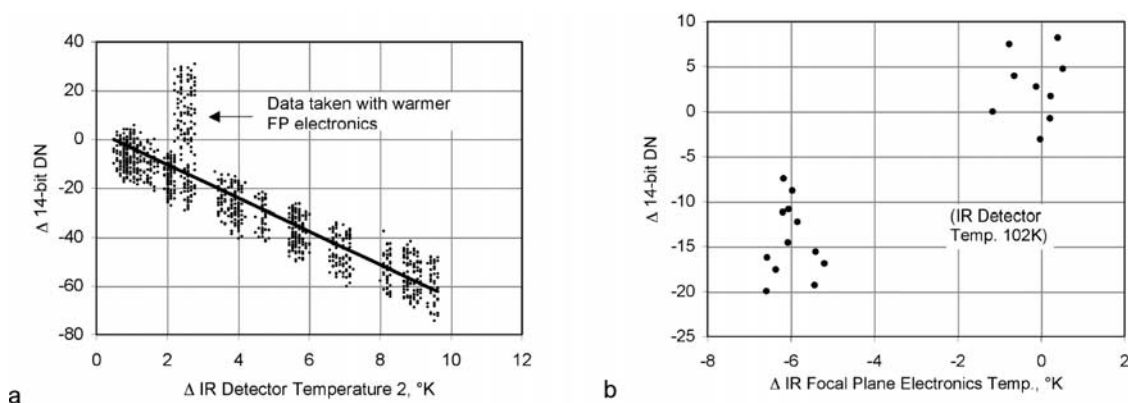 40
20
0
-20
-40
-60
-80
Δ 14-bit DN
Data taken with warmer
FP electronics
0 2 4 6 8 10 12
Δ IR Detector Temperature 2, °K
a
10
5
0
-5
-10
-15
-20
-25
Δ 14-bit DN
(IR Detector
Temp. 102K)
-8 -6 -4 -2 0 2
Δ IR Focal Plane Electronics Temp., °K
b